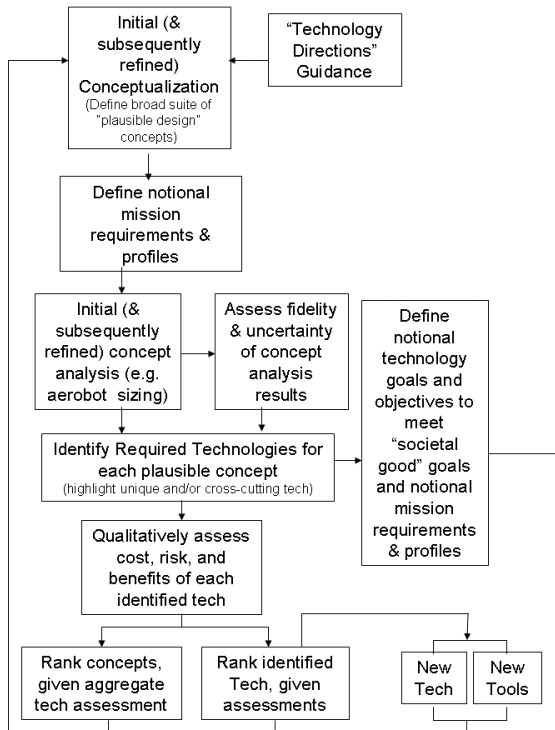 Initial (&
subsequently
refined)
Conceptualization
(Define broad suite of
"plausible design"
concepts)
“Technology
Directions”
Guidance
Define notional
mission
requirements &
profiles
Initial (&
subsequently
refined) concept
analysis (e.g.
aerobot sizing)
Assess fidelity
& uncertainty
of concept
analysis
results
Define
notional
technology
goals and
objectives to
meet
“societal
good” goals
and notional
mission
requirements
& profiles
Identify Required Technologies for
each plausible concept
(highlight unique and/or cross-cutting tech)
Qualitatively assess
cost, risk, and
benefits of each
identified tech
Rank concepts,
given aggregate
tech assessment
Rank identified
Tech, given
assessments
New
Tech
New
Tools